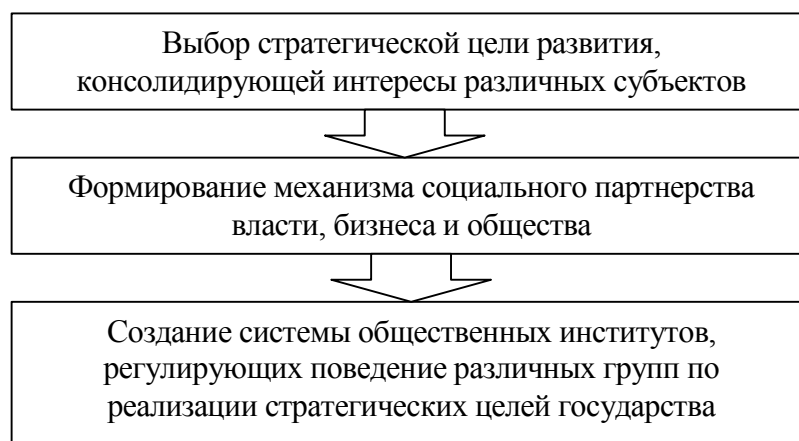 Выбор стратегической цели развития,
консолидирующей интересы различных субъектов
Формирование механизма социального партнерства
власти, бизнеса и общества
Создание системы общественных институтов,
регулирующих поведение различных групп по
реализации стратегических целей государства